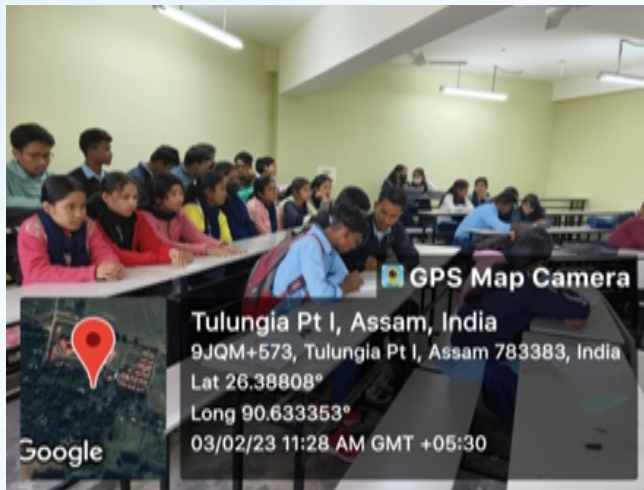 GPS Map Camera
Tulungia Pt I, Assam, India
9JQM+573, Tulungia Pt I, Assam 783383, India
Lat 26.38808°
Long 90.633353°
03/02/23 11:28 AM GMT +05:30
Google